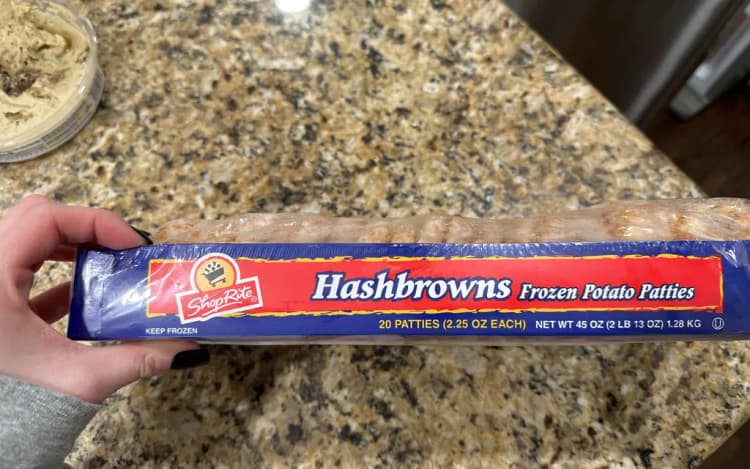 ShopRite®
Hashbrowns Frozen Potato Patties
KEEP FROZEN
20 PATTIES (2.25 OZ EACH) NET WT 45 OZ (2 LB 13 OZ) 1.28 KG Ⓤ